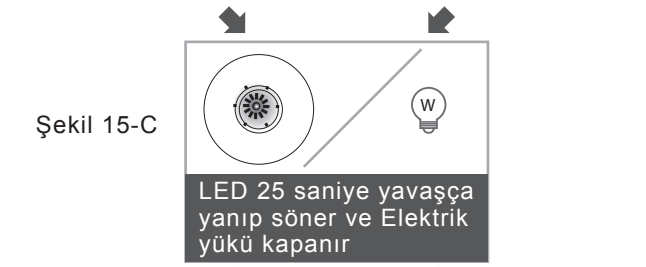 Şekil 15-C
W
LED 25 saniye yavaşça
yanıp söner ve Elektrik
yükü kapanır